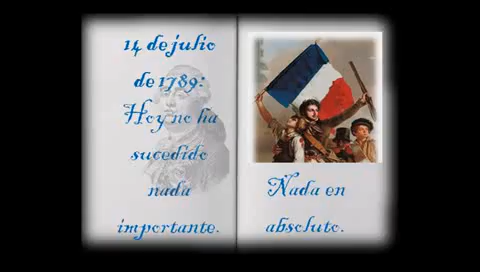 14 de julio
de 1789:
Hoy no ha
sucedido
nada
importante.
Nada en
absoluto.